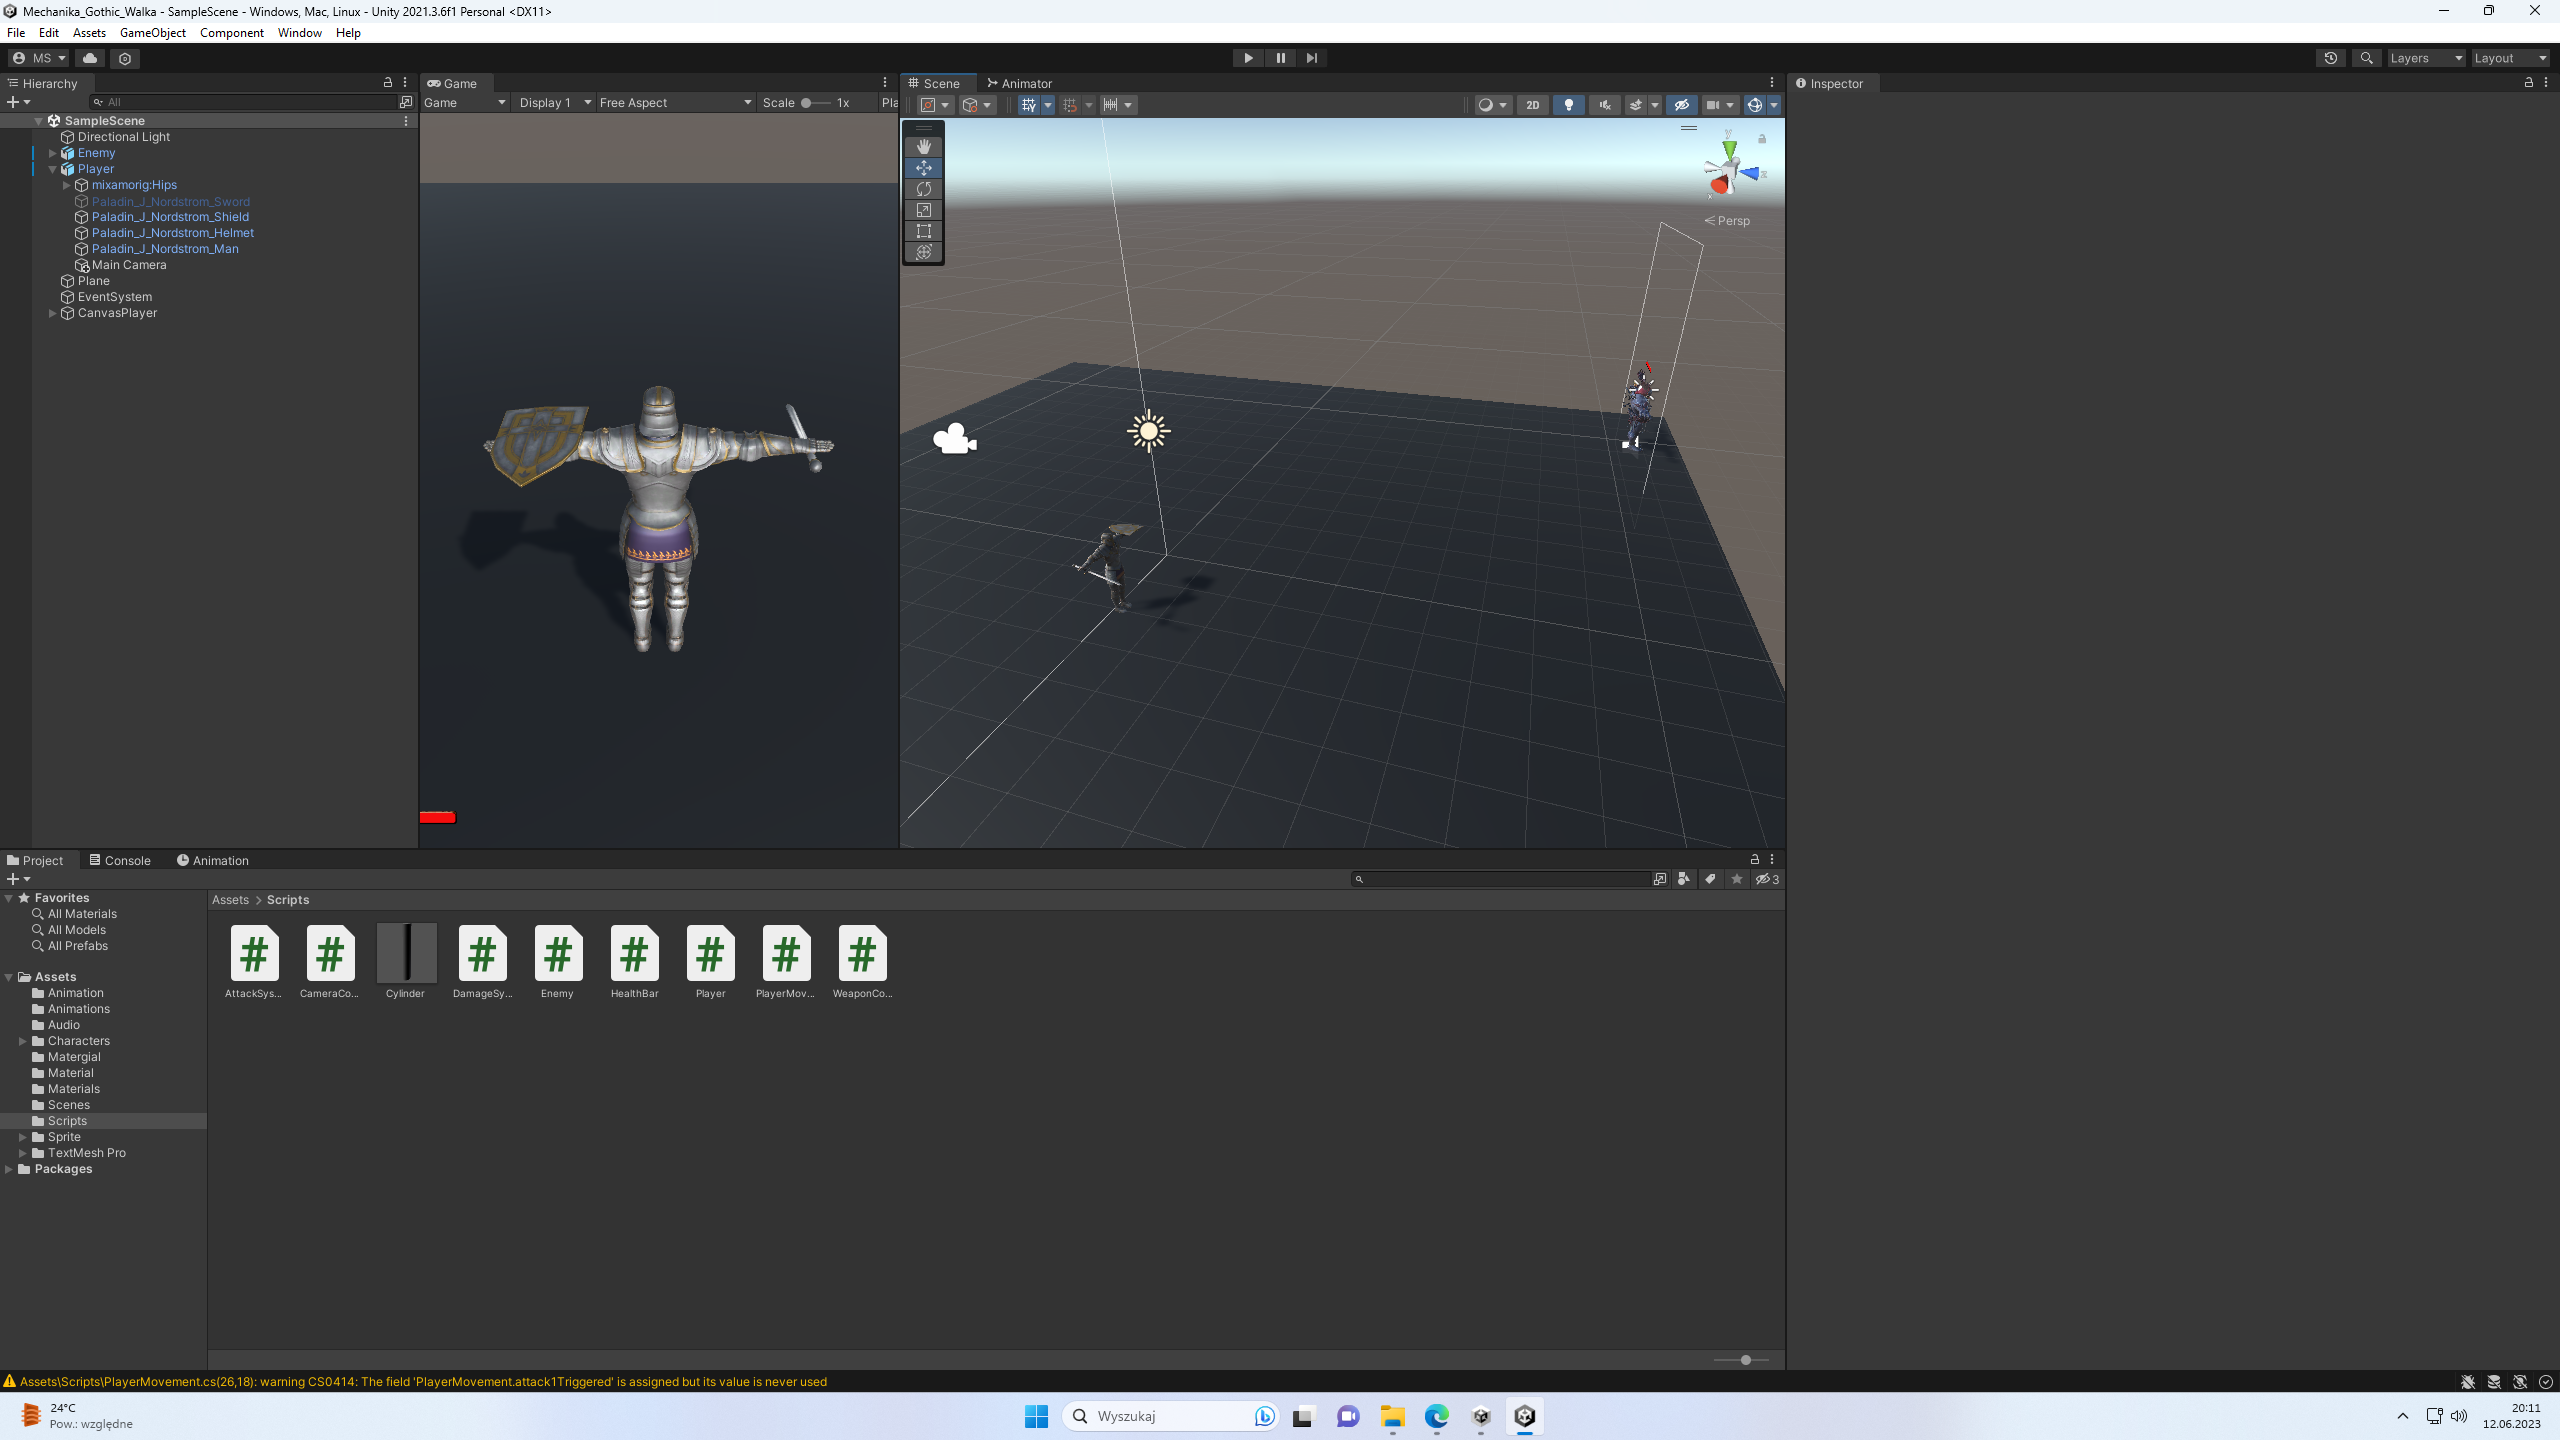 Mechanika_Gothic_Walka - SampleScene - Windows, Mac, Linux - Unity 2021.3.6f1 Personal <DX11>
File Edit Assets GameObject Component Window Help
MS Layers Layout
Hierarchy
All
SampleScene
Directional Light
Enemy
Player
mixamorig:Hips
Paladin_J_Nordstrom_Sword
Paladin_J_Nordstrom_Shield
Paladin_J_Nordstrom_Helmet
Paladin_J_Nordstrom_Man
Main Camera
Plane
EventSystem
CanvasPlayer
Game
Game Display 1 Free Aspect Scale 1x Pla
Scene Animator
2D
y
z
x
Persp
Inspector
Project Console Animation
3
Favorites
All Materials
All Models
All Prefabs
Assets
Animation
Animations
Audio
Characters
Matergial
Material
Materials
Scenes
Scripts
Sprite
TextMesh Pro
Packages
Assets > Scripts
AttackSys... CameraCo... Cylinder DamageSy... Enemy HealthBar Player PlayerMov... WeaponCo...
Assets\Scripts\PlayerMovement.cs(26,18): warning CS0414: The field 'PlayerMovement.attack1Triggered' is assigned but its value is never used
24°C
Pow.: względne
Wyszukaj
20:11
12.06.2023